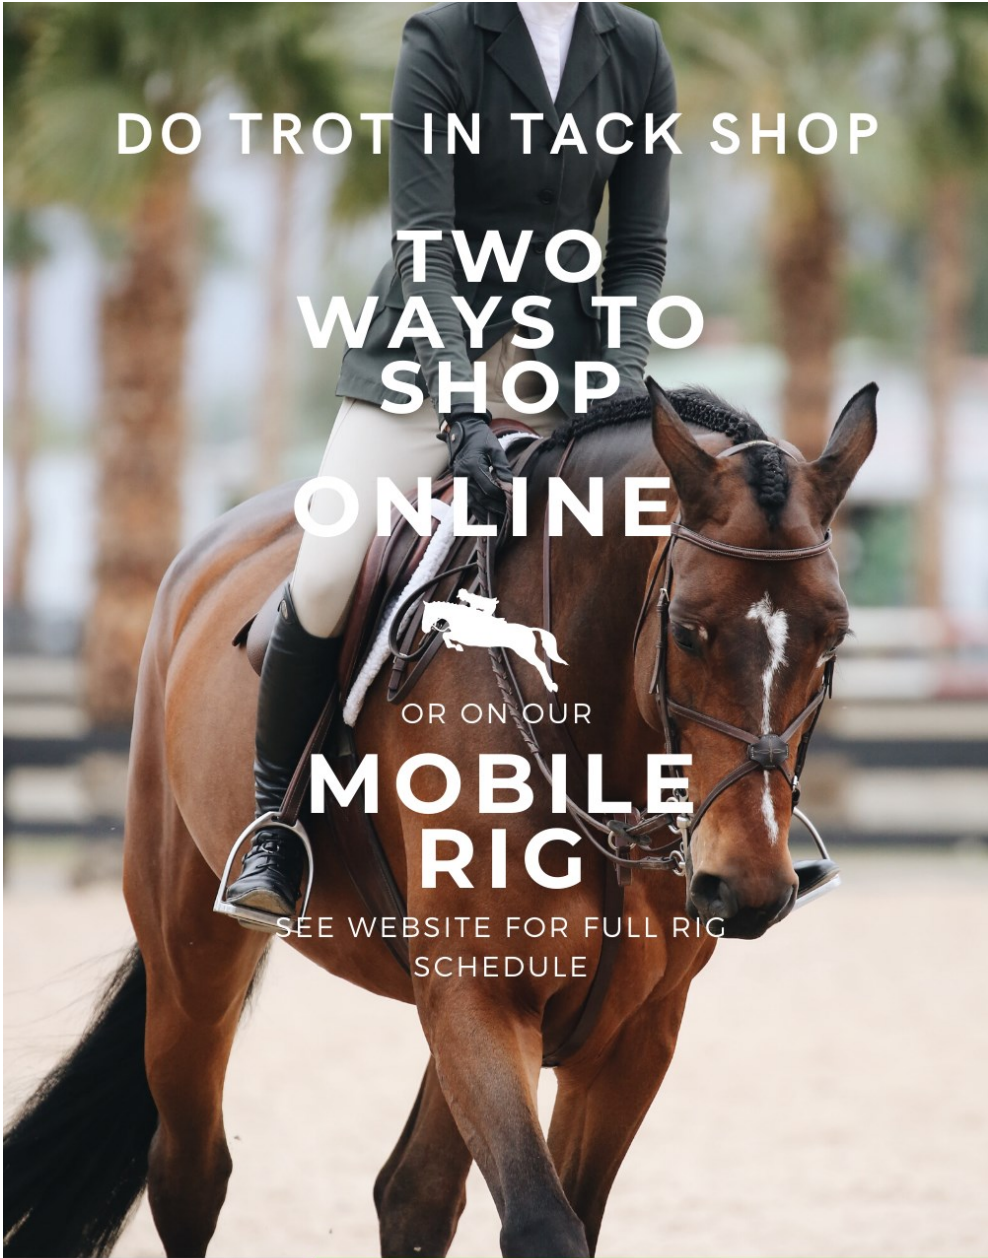 DO TROT IN TACK SHOP
TWO
WAYS TO
SHOP
ONLINE
OR ON OUR
MOBILE
RIG
SEE WEBSITE FOR FULL RIG
SCHEDULE